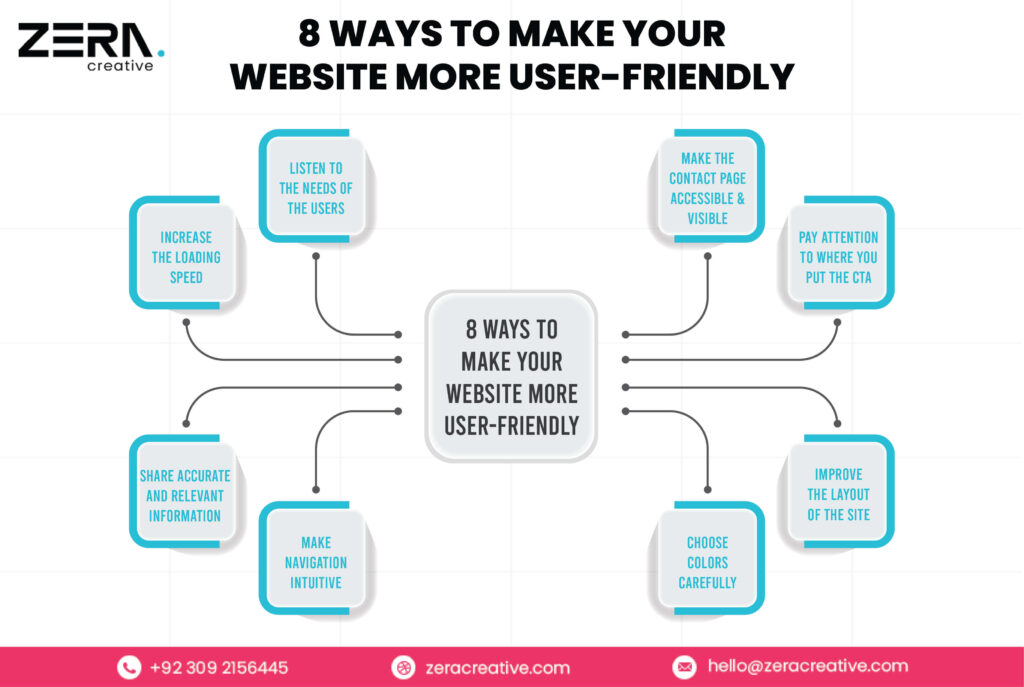 ZERA.
creative
8 WAYS TO MAKE YOUR
WEBSITE MORE USER-FRIENDLY
LISTEN TO
THE NEEDS OF
THE USERS
MAKE THE
CONTACT PAGE
ACCESSIBLE &
VISIBLE
INCREASE
THE LOADING
SPEED
PAY ATTENTION
TO WHERE YOU
PUT THE CTA
8 WAYS TO
MAKE YOUR
WEBSITE MORE
USER-FRIENDLY
SHARE ACCURATE
AND RELEVANT
INFORMATION
IMPROVE
THE LAYOUT
OF THE SITE
MAKE
NAVIGATION
INTUITIVE
CHOOSE
COLORS
CAREFULLY
+92 309 2156445
zeracreative.com
hello@zeracreative.com